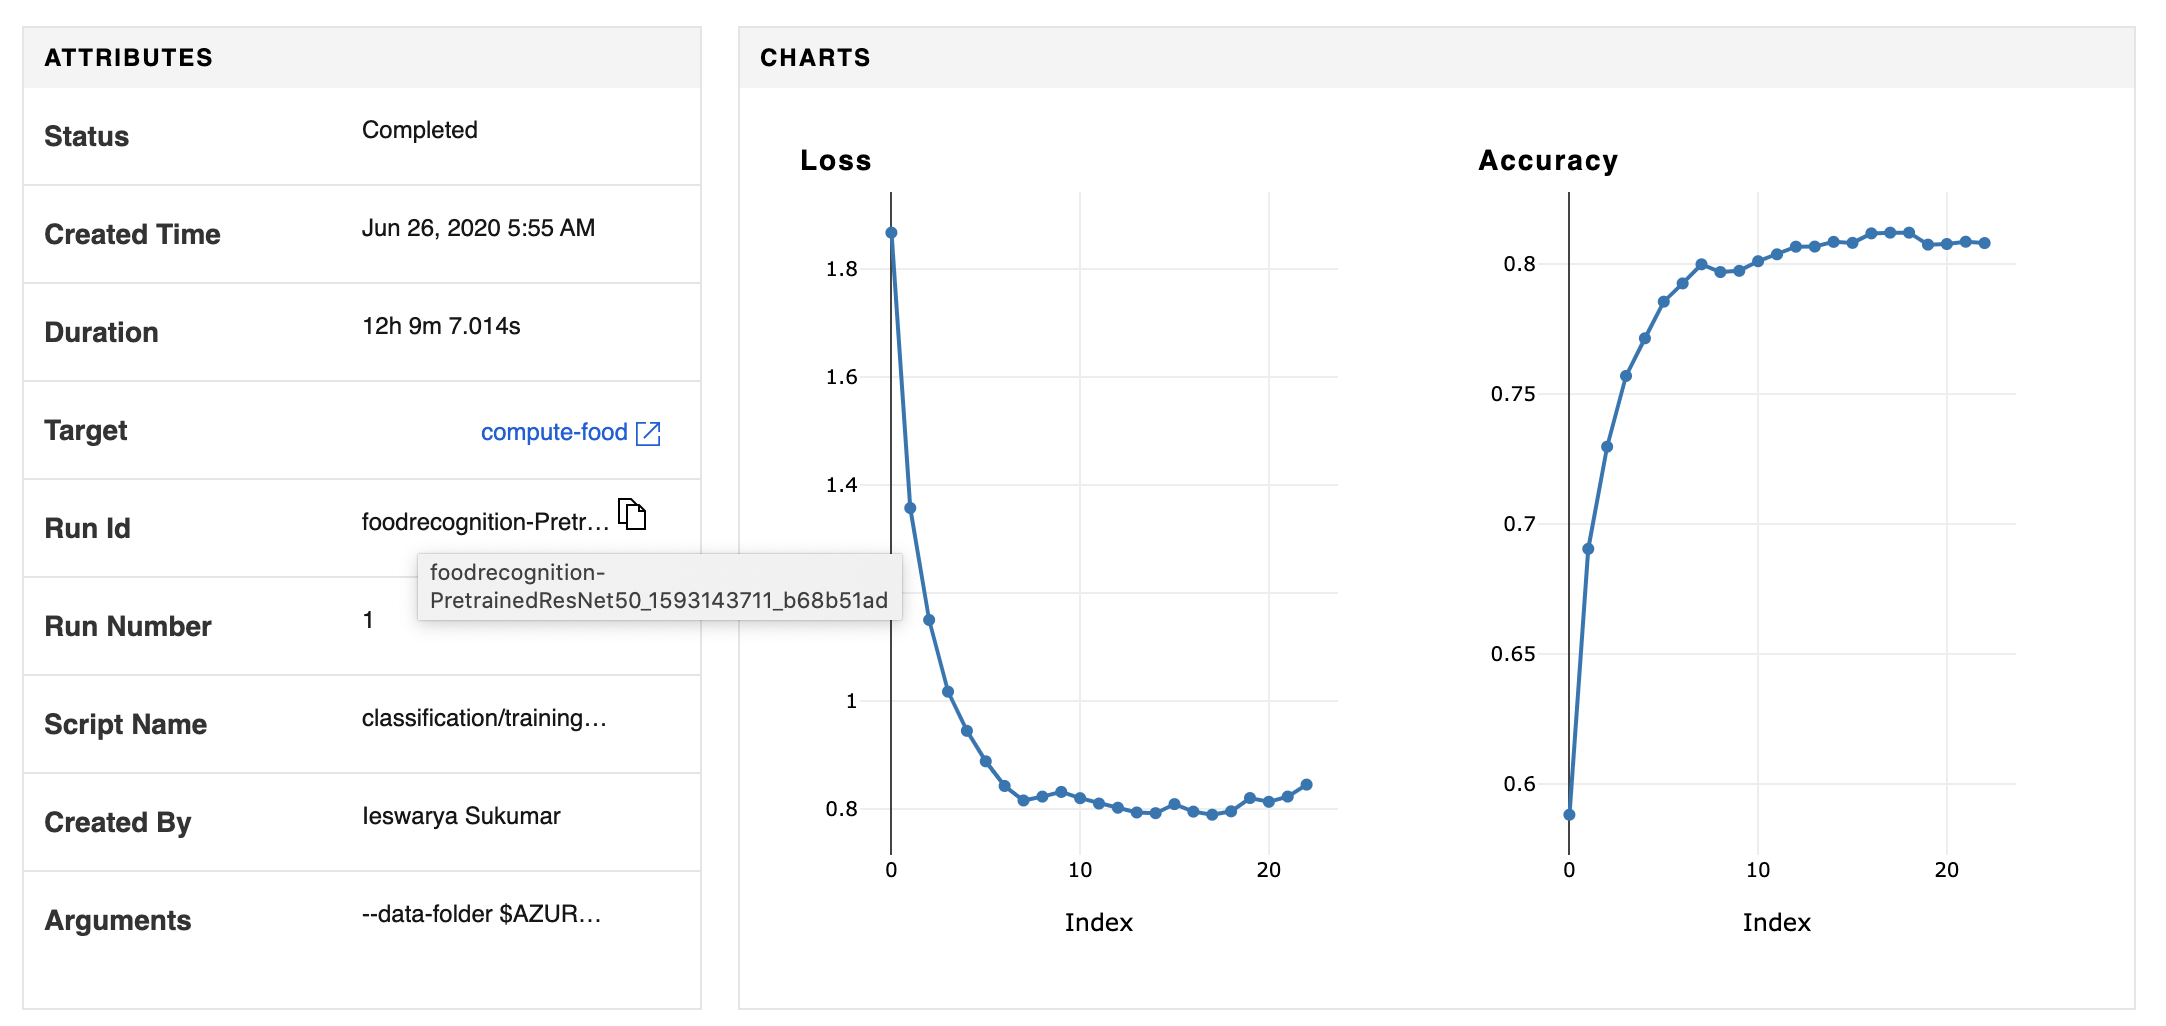 ATTRIBUTES
Status Completed
Created Time Jun 26, 2020 5:55 AM
Duration 12h 9m 7.014s
Target compute-food
Run Id foodrecognition-Pretr...
foodrecognition-
PretrainedResNet50_1593143711_b68b51ad
Run Number 1
Script Name classification/training...
Created By Ieswarya Sukumar
Arguments --data-folder $AZUR...
CHARTS
Loss
1.8
1.6
1.4
1
0.8
0 10 20
Index
Accuracy
0.8
0.75
0.7
0.65
0.6
0 10 20
Index